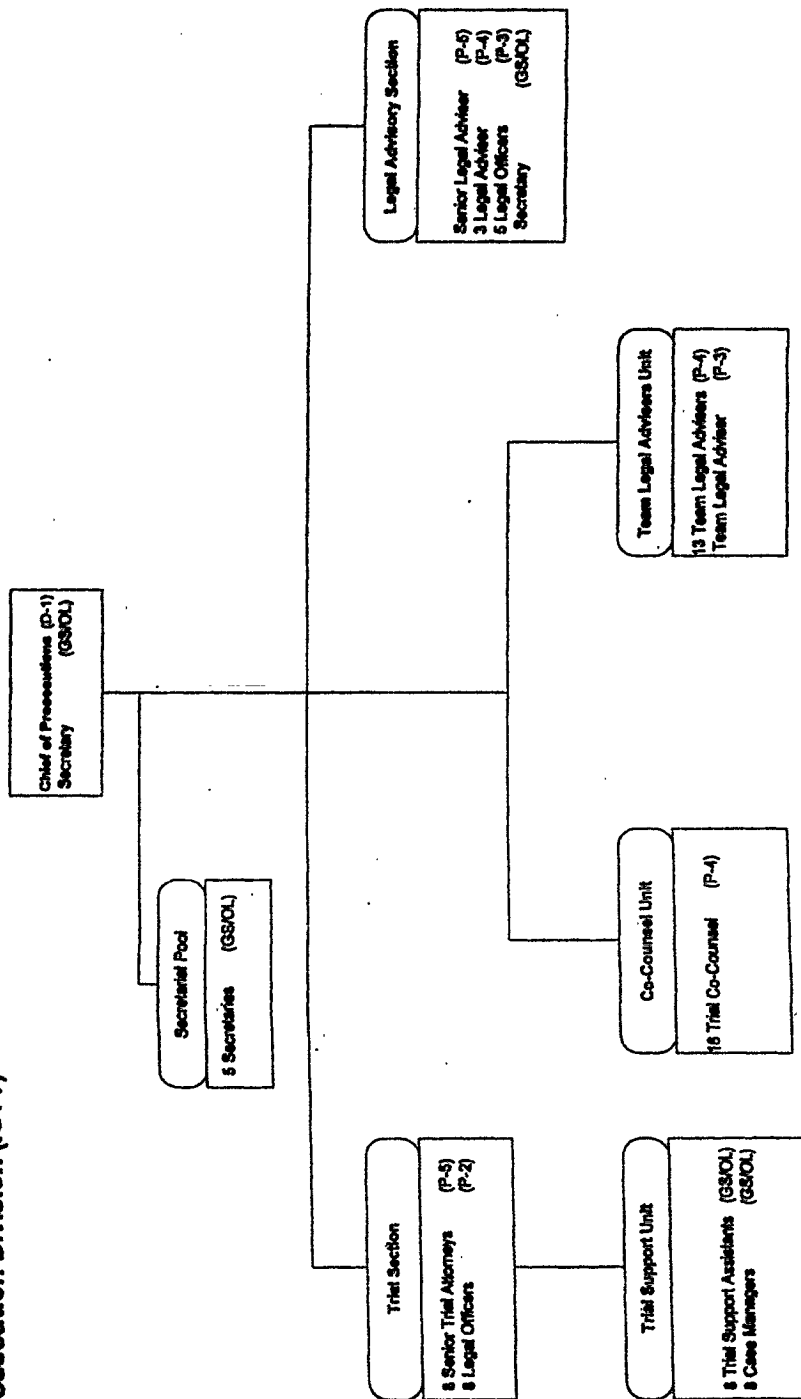 osecution Division (ICTY)
Chief of Prosecutions (D-1)
Secretary (GS/OL)
Secretarial Pool
5 Secretaries (GS/OL)
Trial Section
8 Senior Trial Attorneys (P-5)
8 Legal Officers (P-2)
Legal Advisory Section
Senior Legal Adviser (P-5)
3 Legal Adviser (P-4)
5 Legal Officers (P-3)
Secretary (GS/OL)
Trial Support Unit
8 Trial Support Assistants (GS/OL)
8 Case Managers (GS/OL)
Co-Counsel Unit
16 Trial Co-Counsel (P-4)
Team Legal Advisers Unit
13 Team Legal Advisers (P-4)
Team Legal Adviser (P-3)